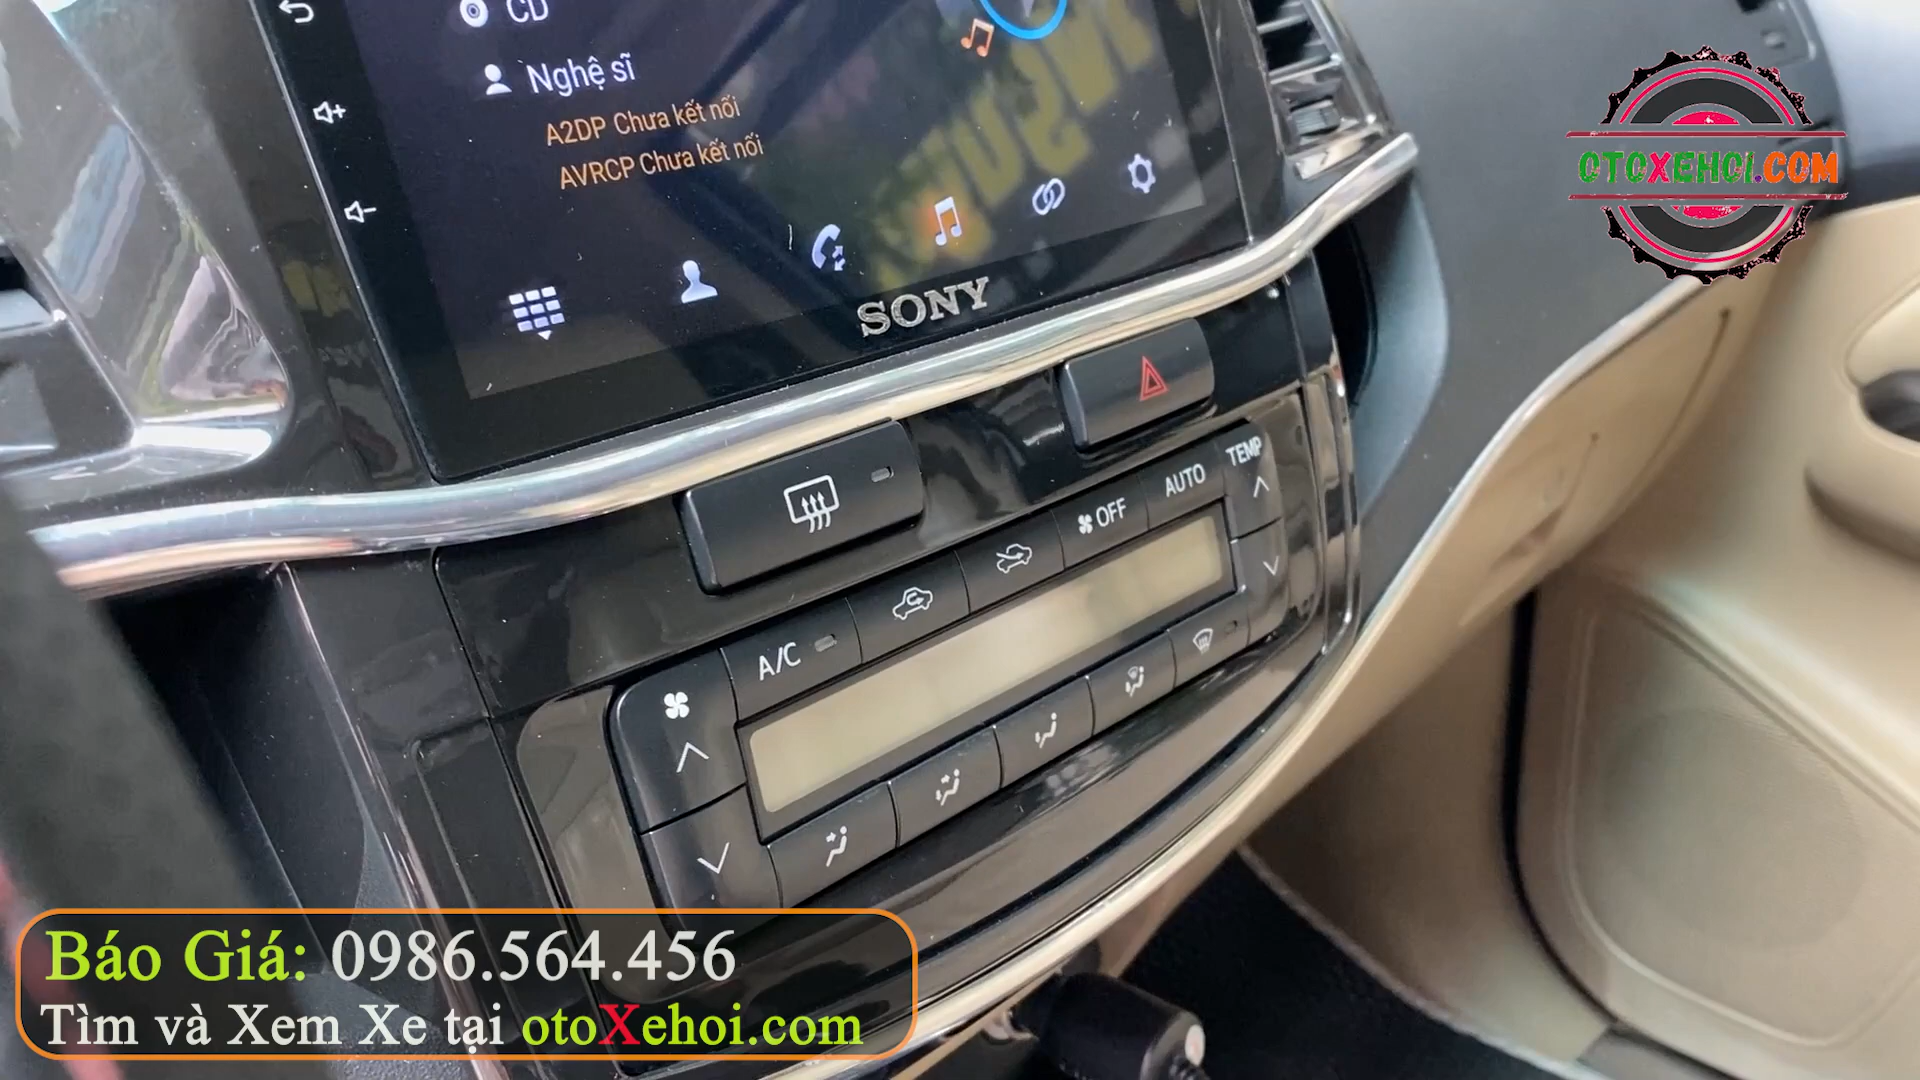 CD
Nghệ sĩ
A2DP Chưa kết nối
AVRCP Chưa kết nối
SONY
TEMP
AUTO
OFF
A/C
OTOXEHOI.COM
Báo Giá: 0986.564.456
Tìm và Xem Xe tại otoXehoi.com